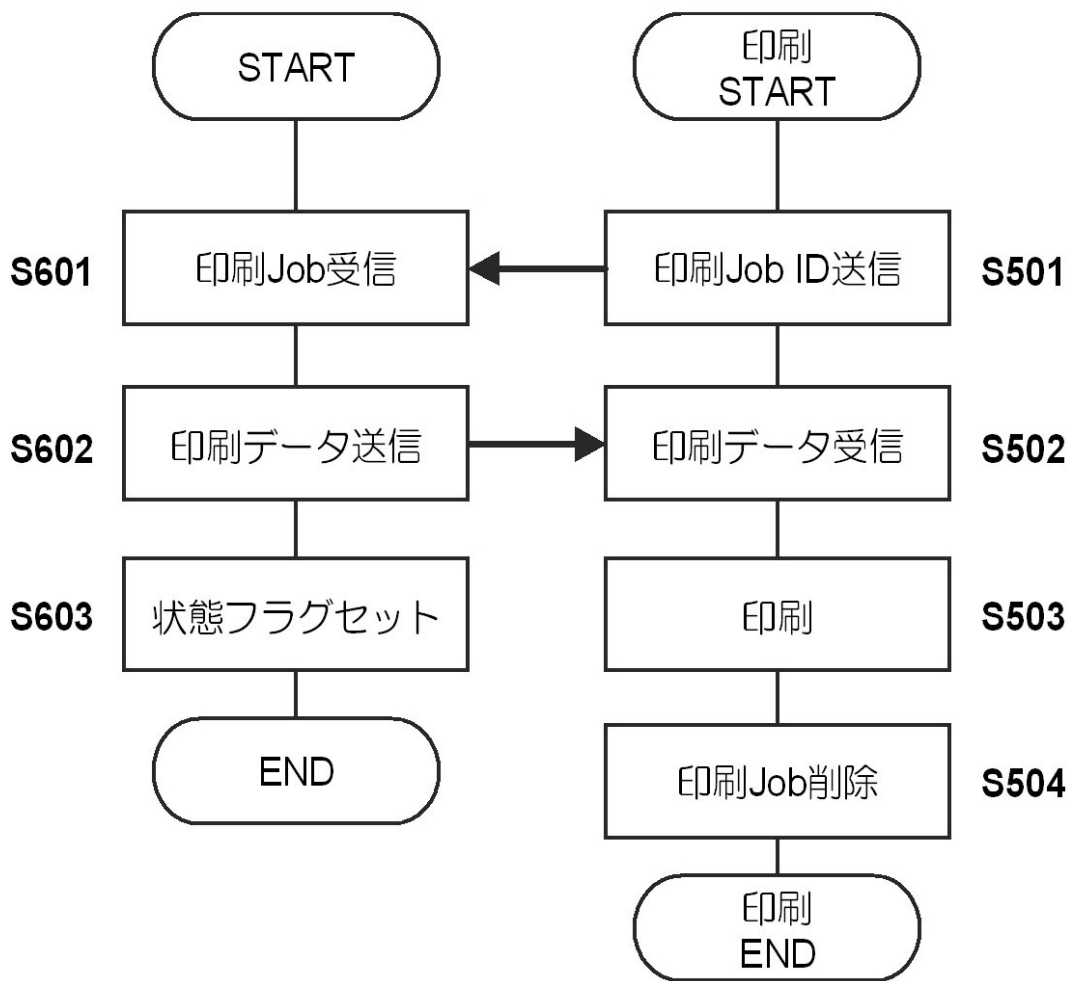 START
印刷
START
S601
印刷Job受信
印刷Job ID送信
S501
S602
印刷データ送信
印刷データ受信
S502
S603
状態フラグセット
印刷
S503
END
印刷Job削除
S504
印刷
END